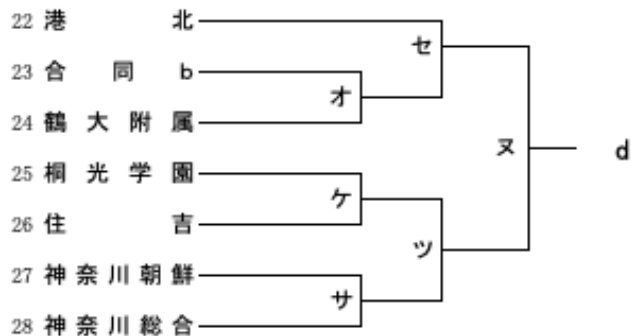 22 港北
セ
23 合同b
オ
24 鶴大附属
ヌ d
25 桐光学園
ケ
26 住吉
ツ
27 神奈川朝鮮
サ
28 神奈川総合